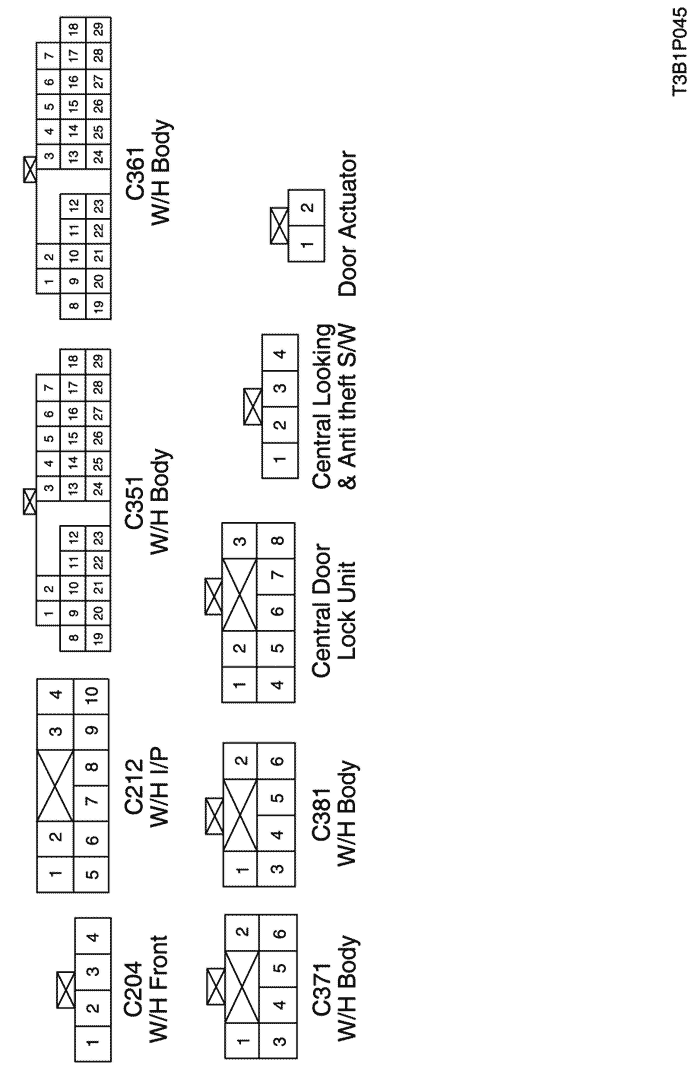 1 2 3 4
C204
W/H Front
1 2 3 4
5 6 7 8 9 10
C212
W/H I/P
1 2 3 4 5 6 7
8 9 10 11 12 13 14 15 16 17 18
19 20 21 22 23 24 25 26 27 28 29
C351
W/H Body
1 2 3 4 5 6 7
8 9 10 11 12 13 14 15 16 17 18
19 20 21 22 23 24 25 26 27 28 29
C361
W/H Body
1 2
3 4 5 6
C371
W/H Body
1 2
3 4 5 6
C381
W/H Body
1 2 3
4 5 6 7 8
Central Door
Lock Unit
1 2 3 4
Central Looking
& Anti theft S/W
1 2
Door Actuator
T3B1P045